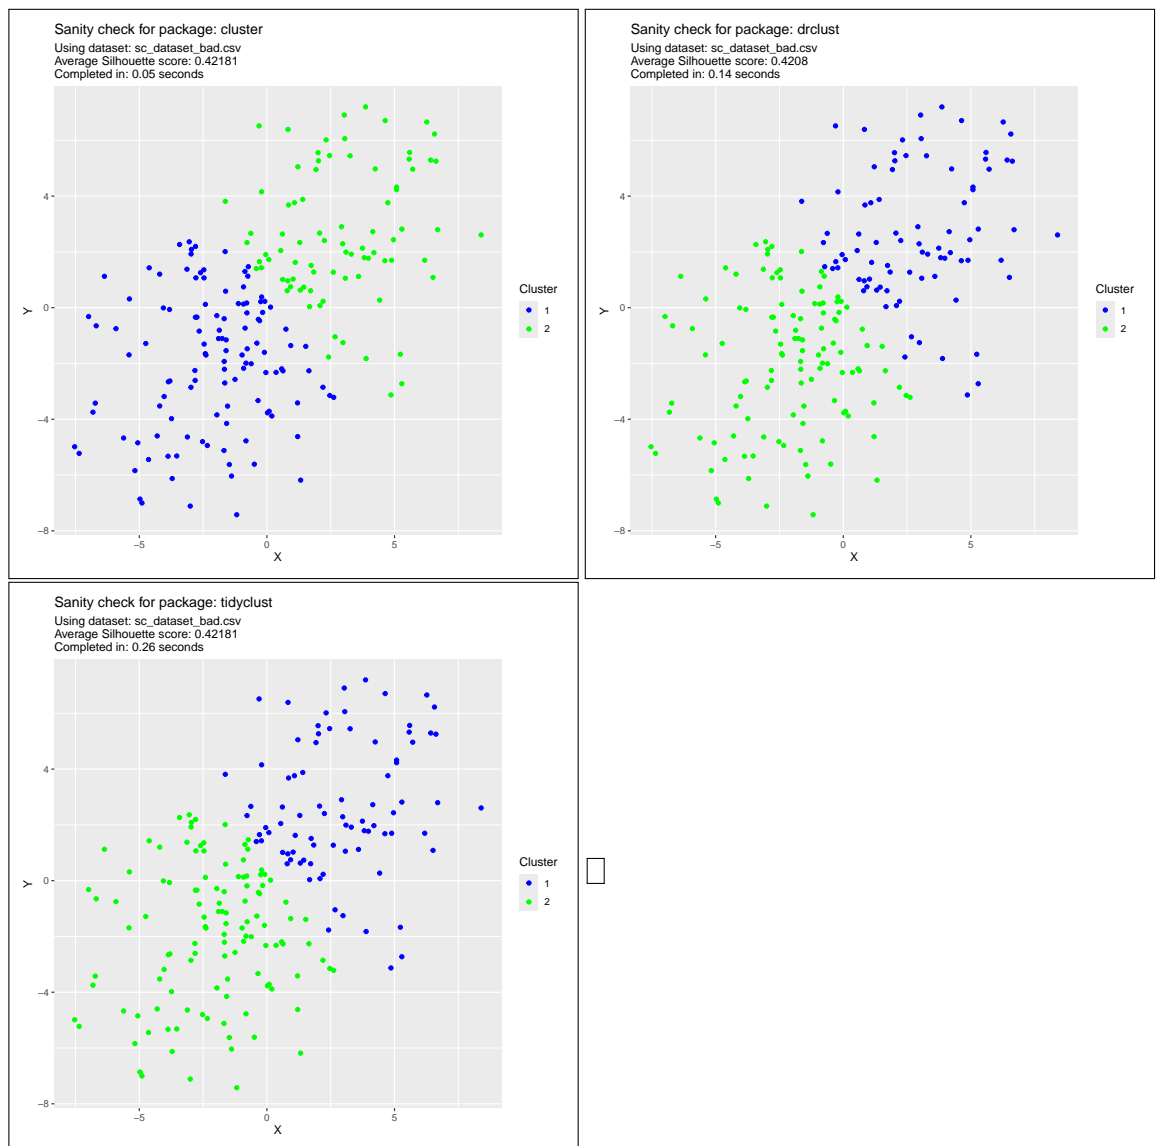 Sanity check for package: cluster
Using dataset: sc_dataset_bad.csv
Average Silhouette score: 0.42181
Completed in: 0.05 seconds
4
0
−4
−8
Y
−5
0
5
X
Cluster
1
2
Sanity check for package: drclust
Using dataset: sc_dataset_bad.csv
Average Silhouette score: 0.4208
Completed in: 0.14 seconds
4
0
−4
−8
Y
−5
0
5
X
Cluster
1
2
Sanity check for package: tidyclust
Using dataset: sc_dataset_bad.csv
Average Silhouette score: 0.42181
Completed in: 0.26 seconds
4
0
−4
−8
Y
−5
0
5
X
Cluster
1
2